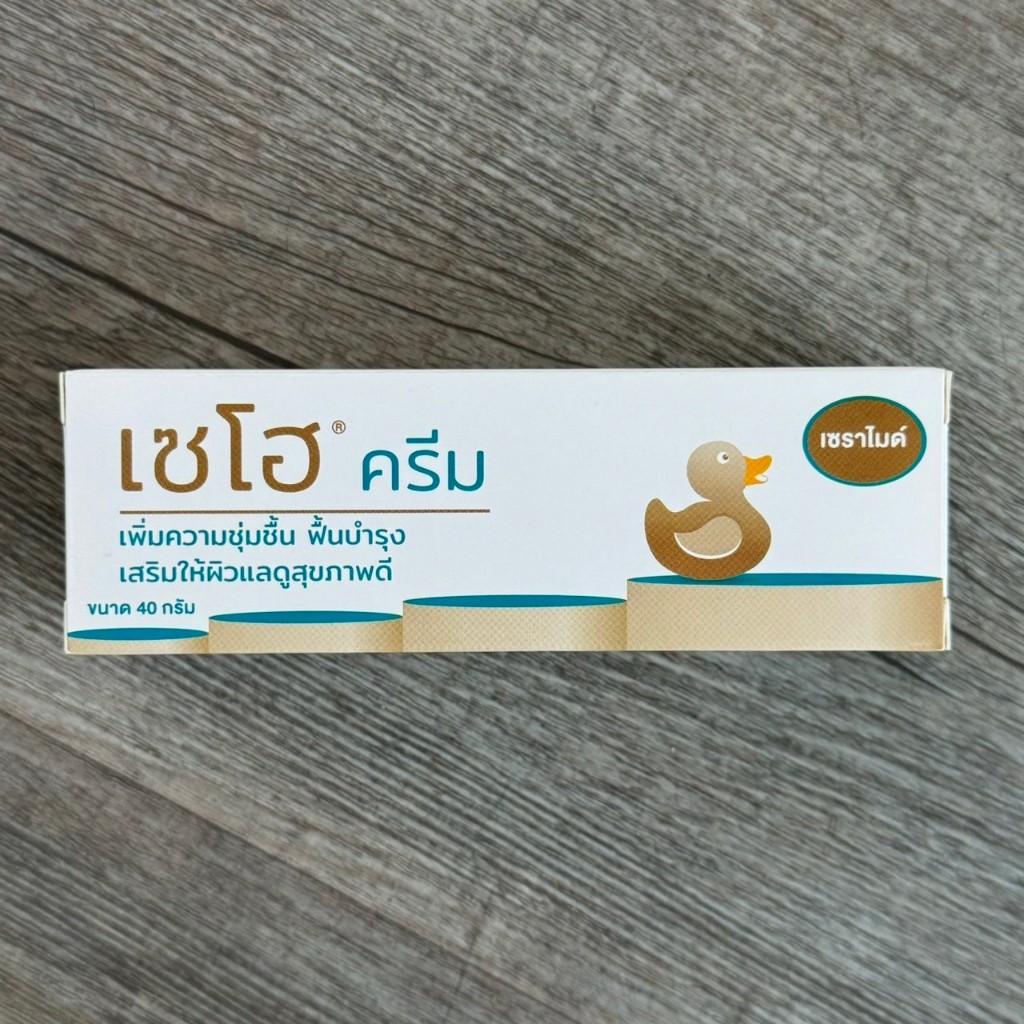 เซโฮ® ครีม
เซราไมด์
เพิ่มความชุ่มชื้น ฟื้นบำรุง
เสริมให้ผิวแลดูสุขภาพดี
ขนาด 40 กรัม